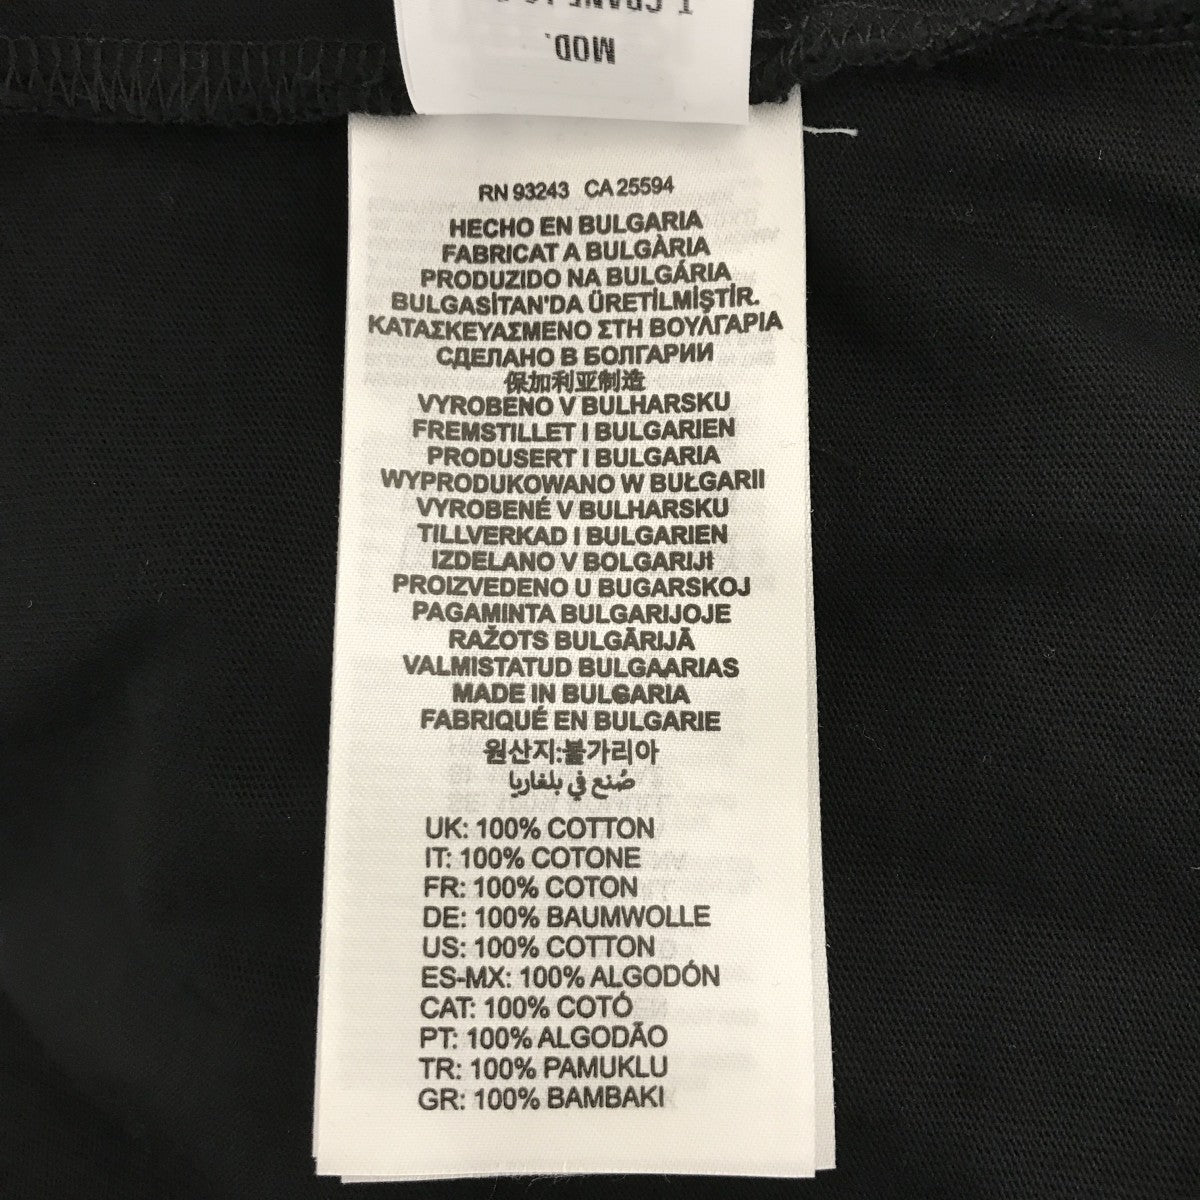 MOD.
RN 93243 CA 25594
HECHO EN BULGARIA
FABRICAT A BULGÀRIA
PRODUZIDO NA BULGÁRIA
BULGASİTAN'DA ÜRETİLMİŞTİR.
ΚΑΤΑΣΚΕΥΑΣΜΕΝΟ ΣΤΗ ΒΟΥΛΓΑΡΙΑ
СДЕЛАНО В БОЛГАРИИ
保加利亚制造
VYROBENO V BULHARSKU
FREMSTILLET I BULGARIEN
PRODUSERT I BULGARIA
WYPRODUKOWANO W BUŁGARII
VYROBENÉ V BULHARSKU
TILLVERKAD I BULGARIEN
IZDELANO V BOLGARIJI
PROIZVEDENO U BUGARSKOJ
PAGAMINTA BULGARIJOJE
RAŽOTS BULGĀRIJĀ
VALMISTATUD BULGAARIAS
MADE IN BULGARIA
FABRIQUÉ EN BULGARIE
원산지:불가리아
صُنع في بلغاريا
UK: 100% COTTON
IT: 100% COTONE
FR: 100% COTON
DE: 100% BAUMWOLLE
US: 100% COTTON
ES-MX: 100% ALGODÓN
CAT: 100% COTÓ
PT: 100% ALGODÃO
TR: 100% PAMUKLU
GR: 100% ΒΑΜΒΑΚΙ